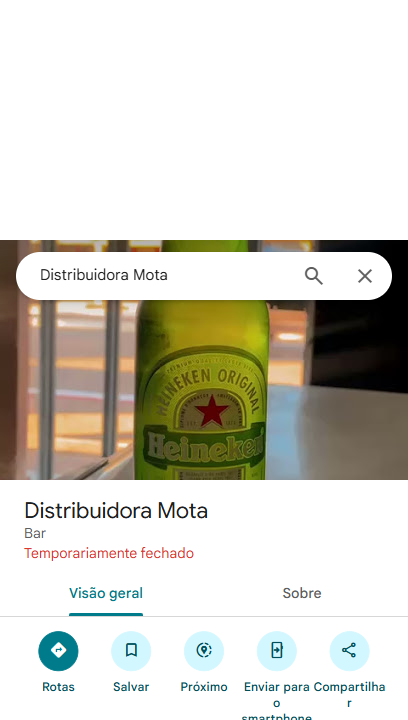 Distribuidora Mota
HEINEKEN ORIGINAL
Heineken
Distribuidora Mota
Bar
Temporariamente fechado
Visão geral
Sobre
Rotas
Salvar
Próximo
Enviar para
o
smartphone
Compartilha
r